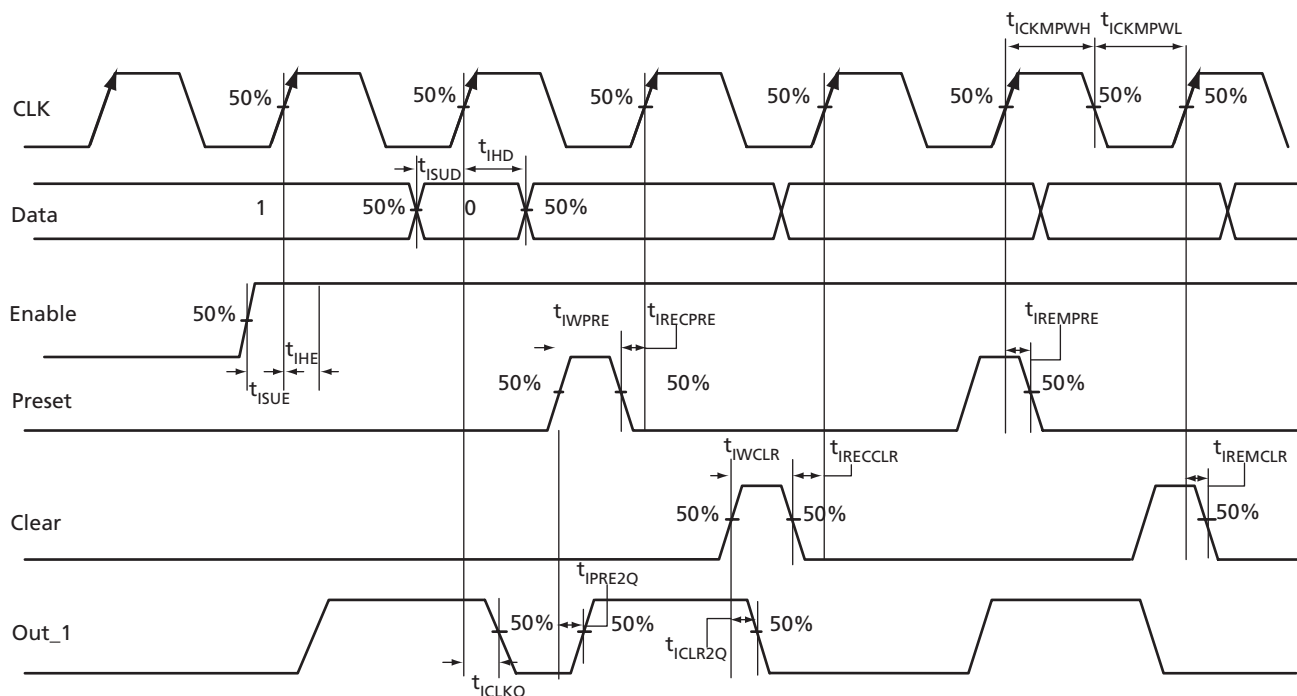 tICKMPWH tICKMPWL
CLK 50% 50% 50% 50% 50% 50% 50%
tISUD tIHD
Data 1 50% 0 50%
Enable 50%
tIHE
tISUE
tIWPRE tIRECPRE tIREMPRE
Preset 50% 50% 50%
tIWCLR tIRECCLR tIREMCLR
Clear 50% 50% 50%
tIPRE2Q
Out_1 50% 50% 50%
tICLR2Q
tICLKQ